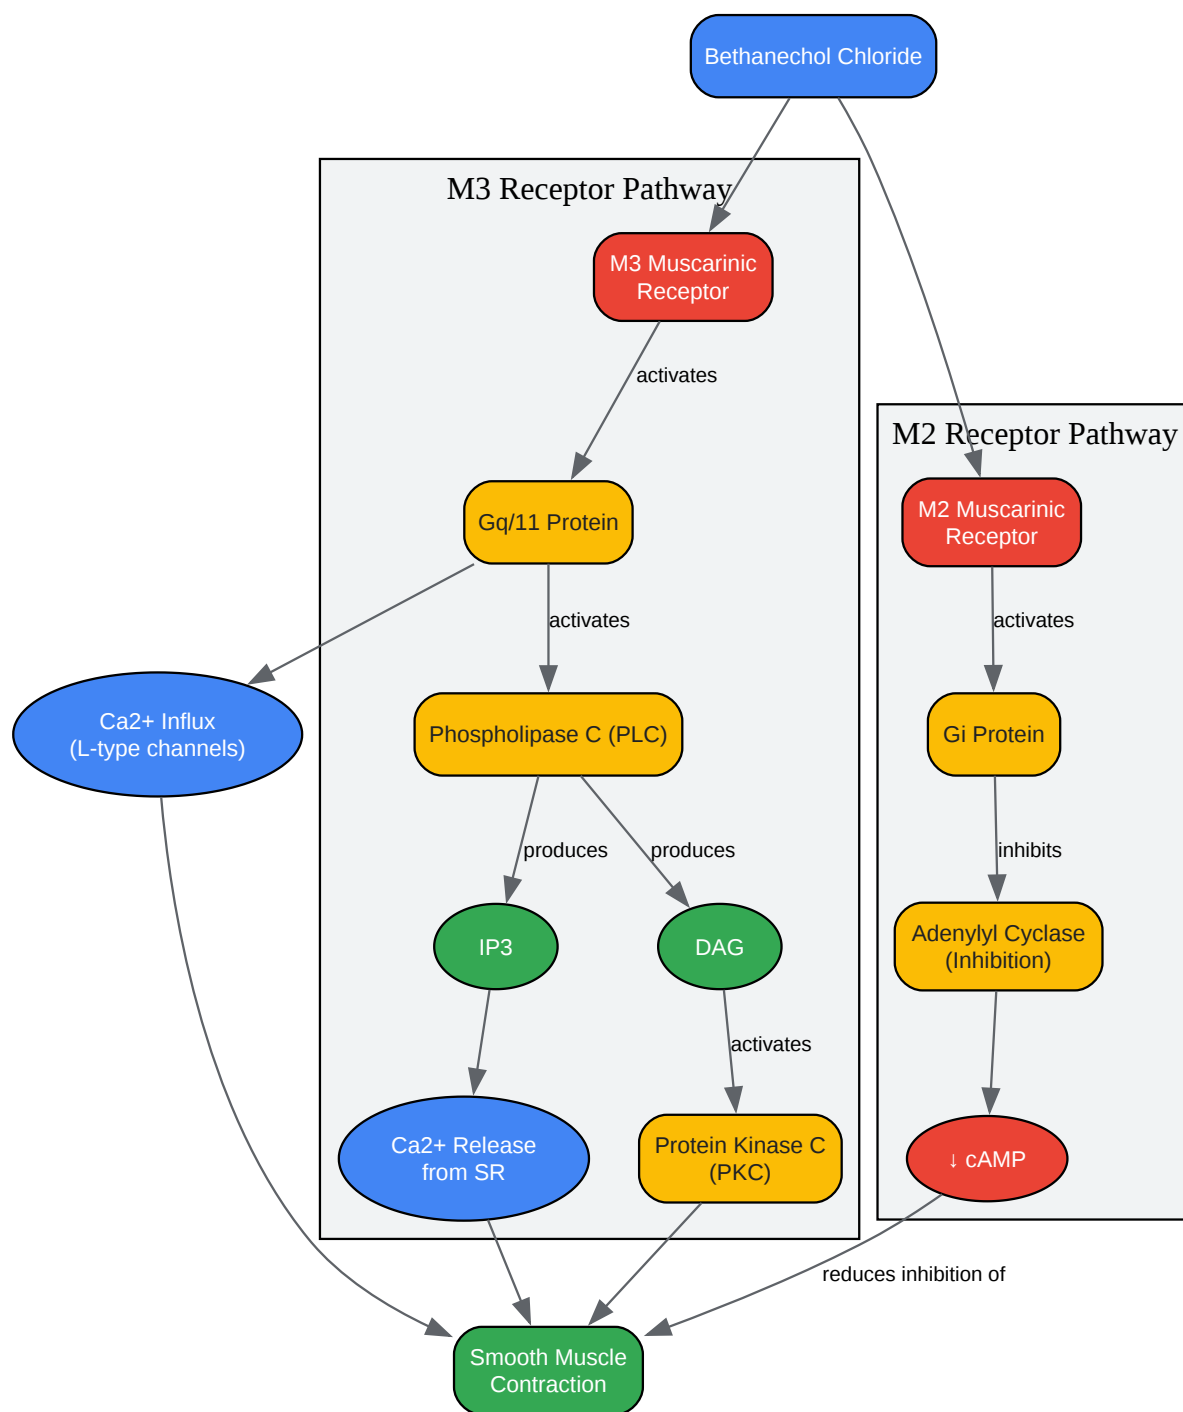 Bethanechol Chloride
M3 Receptor Pathway
M3 Muscarinic
Receptor
activates
M2 Receptor Pathway
Gq/11 Protein
M2 Muscarinic
Receptor
activates
activates
Ca2+ Influx
(L-type channels)
Phospholipase C (PLC)
Gi Protein
produces
produces
inhibits
IP3
DAG
Adenylyl Cyclase
(Inhibition)
activates
Ca2+ Release
from SR
Protein Kinase C
(PKC)
↓ cAMP
reduces inhibition of
Smooth Muscle
Contraction